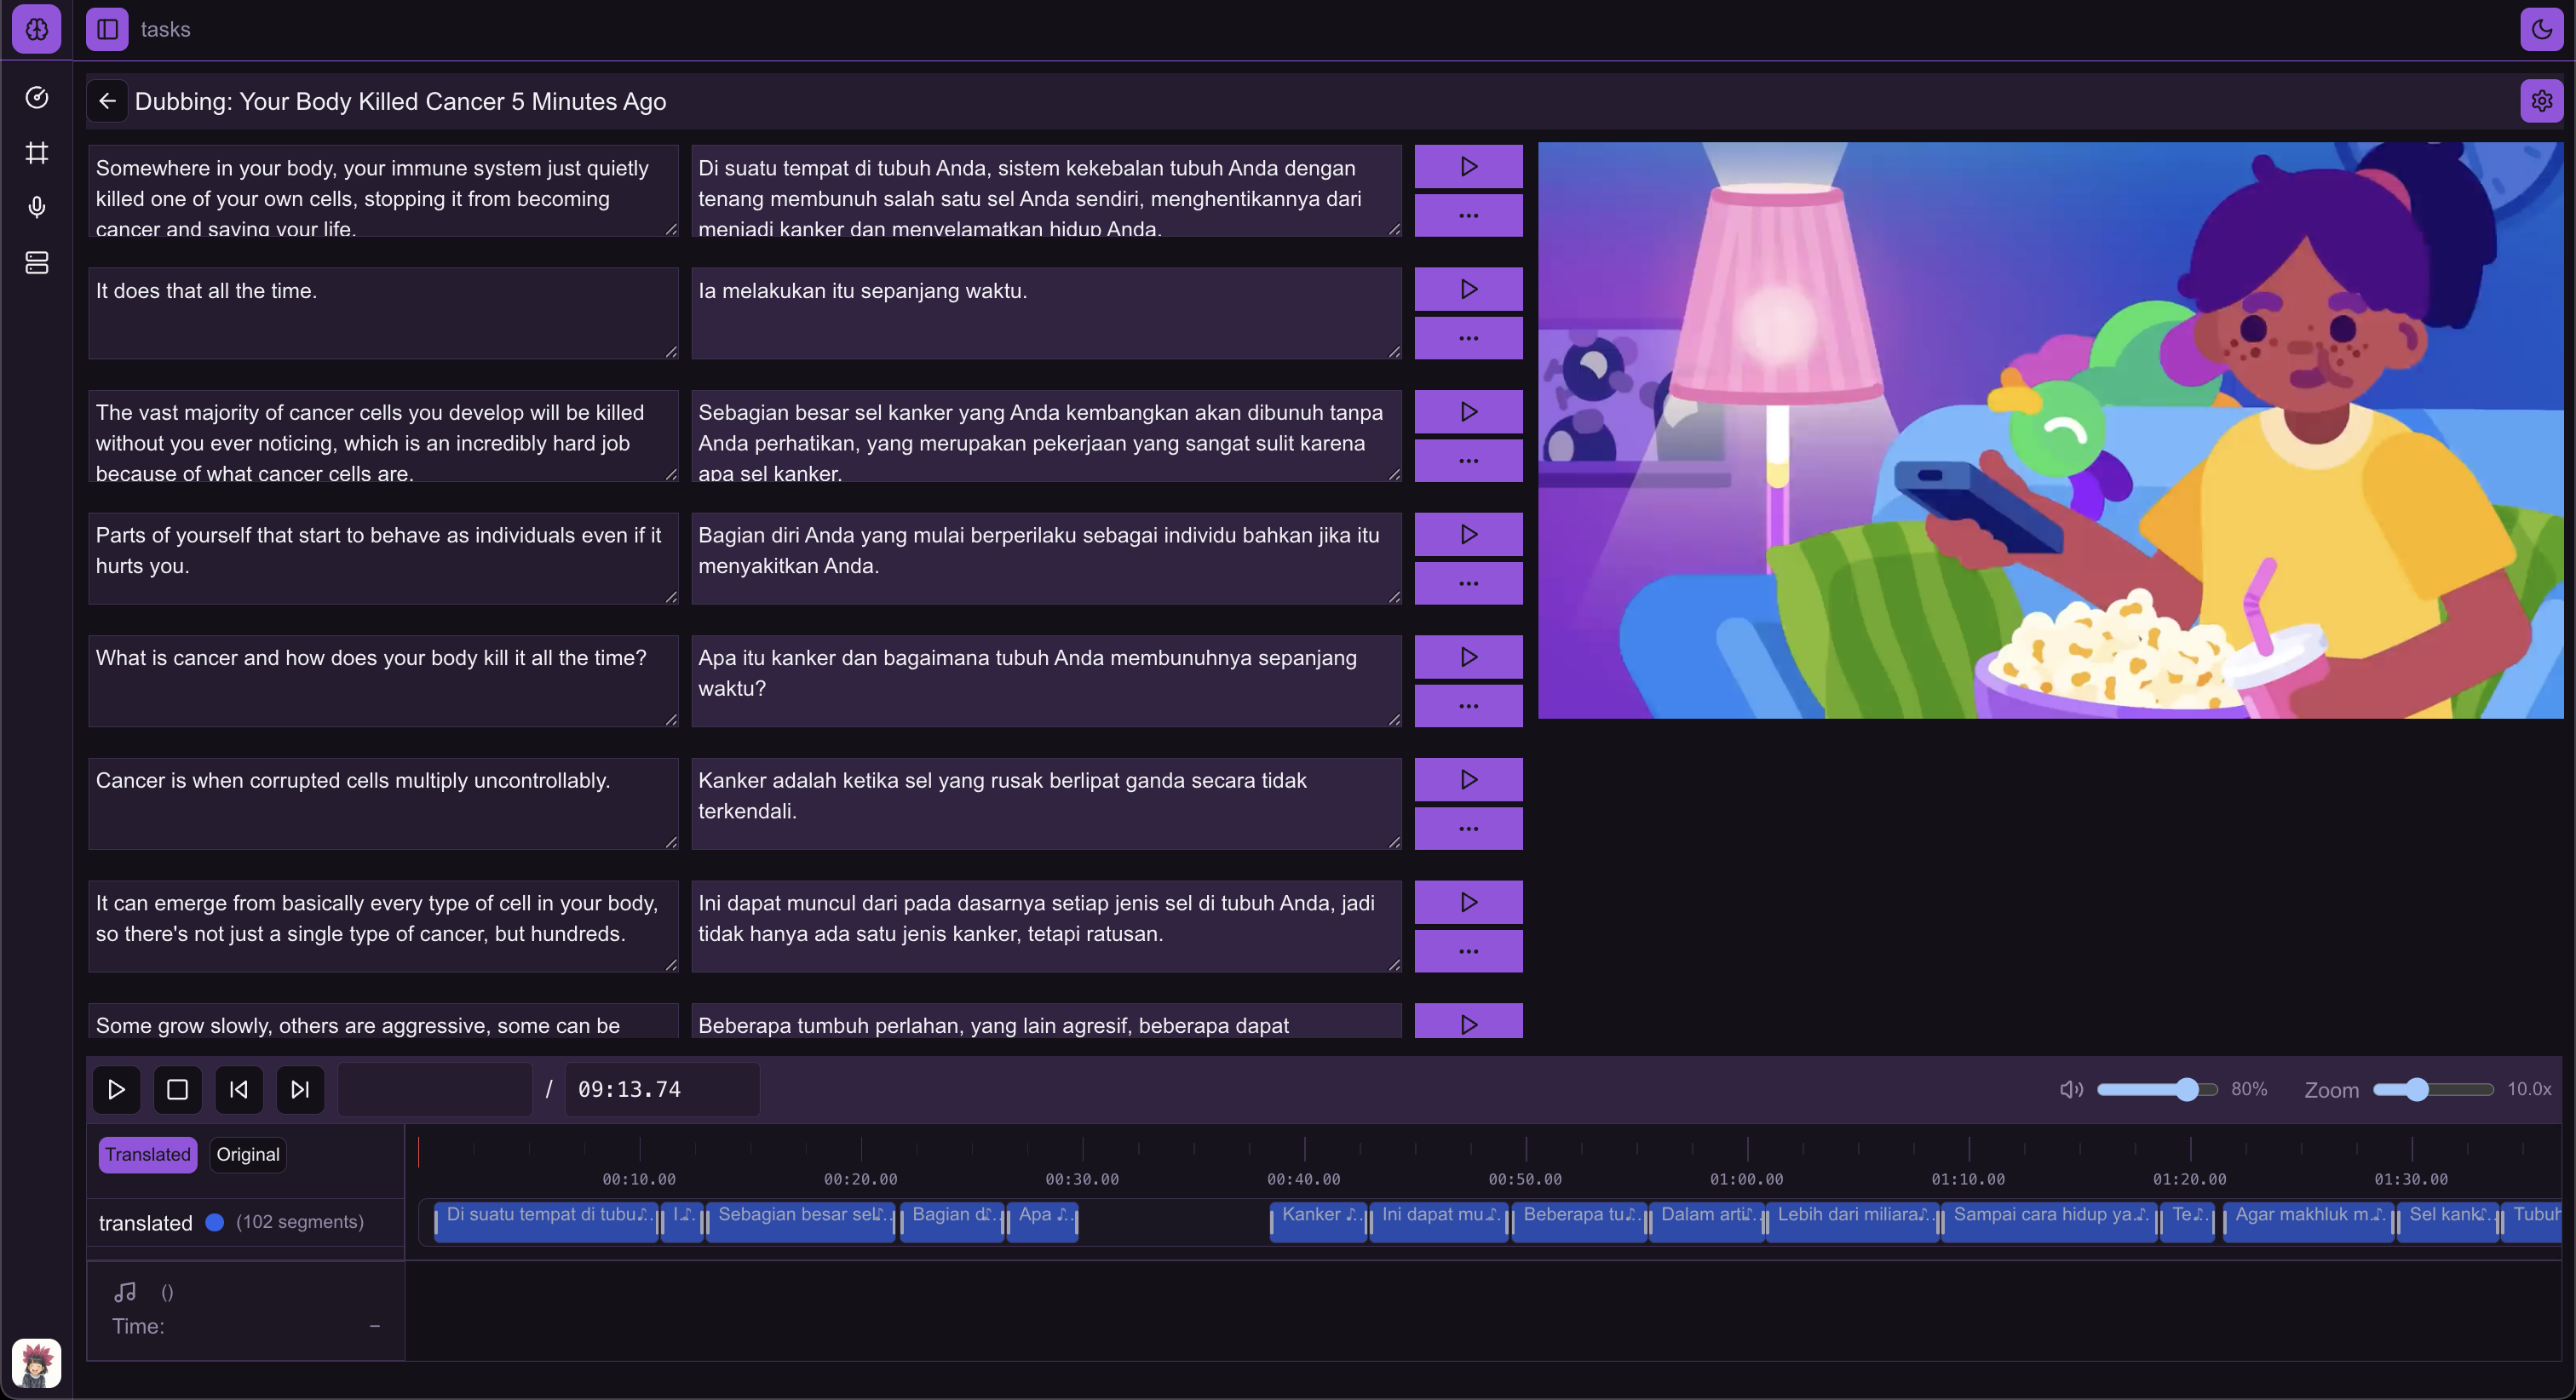 tasks
Dubbing: Your Body Killed Cancer 5 Minutes Ago
Somewhere in your body, your immune system just quietly
killed one of your own cells, stopping it from becoming
cancer and saving your life.
Di suatu tempat di tubuh Anda, sistem kekebalan tubuh Anda dengan
tenang membunuh salah satu sel Anda sendiri, menghentikannya dari
menjadi kanker dan menyelamatkan hidup Anda.
It does that all the time.
Ia melakukan itu sepanjang waktu.
The vast majority of cancer cells you develop will be killed
without you ever noticing, which is an incredibly hard job
because of what cancer cells are.
Sebagian besar sel kanker yang Anda kembangkan akan dibunuh tanpa
Anda perhatikan, yang merupakan pekerjaan yang sangat sulit karena
apa sel kanker.
Parts of yourself that start to behave as individuals even if it
hurts you.
Bagian diri Anda yang mulai berperilaku sebagai individu bahkan jika itu
menyakitkan Anda.
What is cancer and how does your body kill it all the time?
Apa itu kanker dan bagaimana tubuh Anda membunuhnya sepanjang
waktu?
Cancer is when corrupted cells multiply uncontrollably.
Kanker adalah ketika sel yang rusak berlipat ganda secara tidak
terkendali.
It can emerge from basically every type of cell in your body,
so there's not just a single type of cancer, but hundreds.
Ini dapat muncul dari pada dasarnya setiap jenis sel di tubuh Anda, jadi
tidak hanya ada satu jenis kanker, tetapi ratusan.
Some grow slowly, others are aggressive, some can be
Beberapa tumbuh perlahan, yang lain agresif, beberapa dapat
/ 09:13.74
80%
Zoom
10.0x
Translated
Original
00:10.00
00:20.00
00:30.00
00:40.00
00:50.00
01:00.00
01:10.00
01:20.00
01:30.00
translated
(102 segments)
Di suatu tempat di tubu...
I...
Sebagian besar sel...
Bagian d...
Apa ...
Kanker ...
Ini dapat mu...
Beberapa tu...
Dalam arti...
Lebih dari miliara...
Sampai cara hidup ya...
Te...
Agar makhluk m...
Sel kank...
Tubuh
()
Time:
–